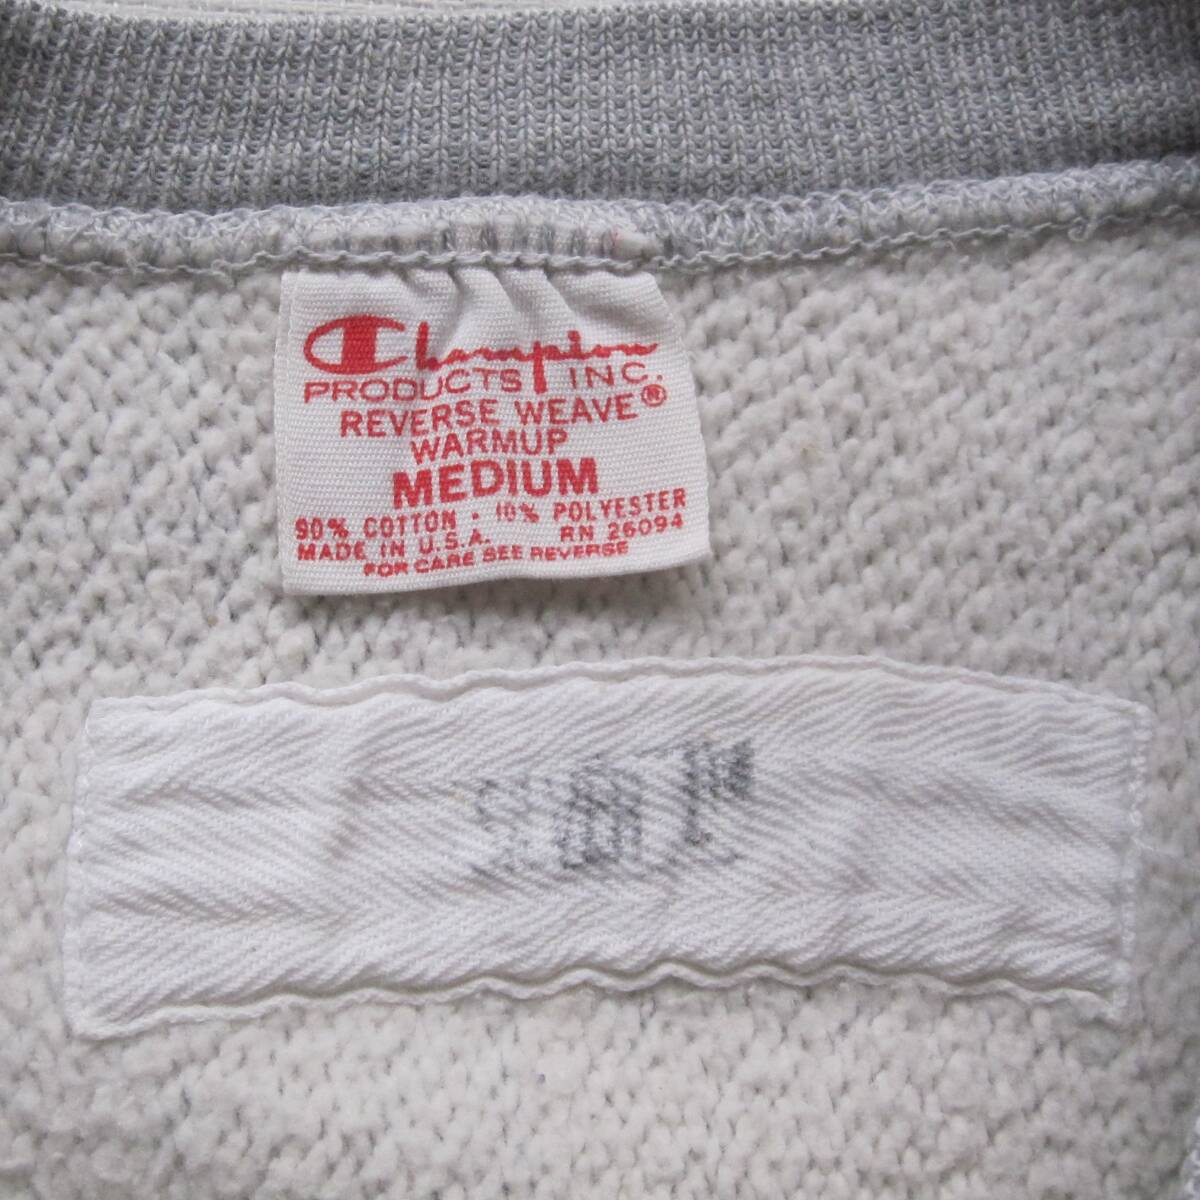 Champion
PRODUCTS INC.
REVERSE WEAVE®
WARMUP
MEDIUM
90% COTTON · 10% POLYESTER
MADE IN U.S.A. RN 26094
FOR CARE SEE REVERSE